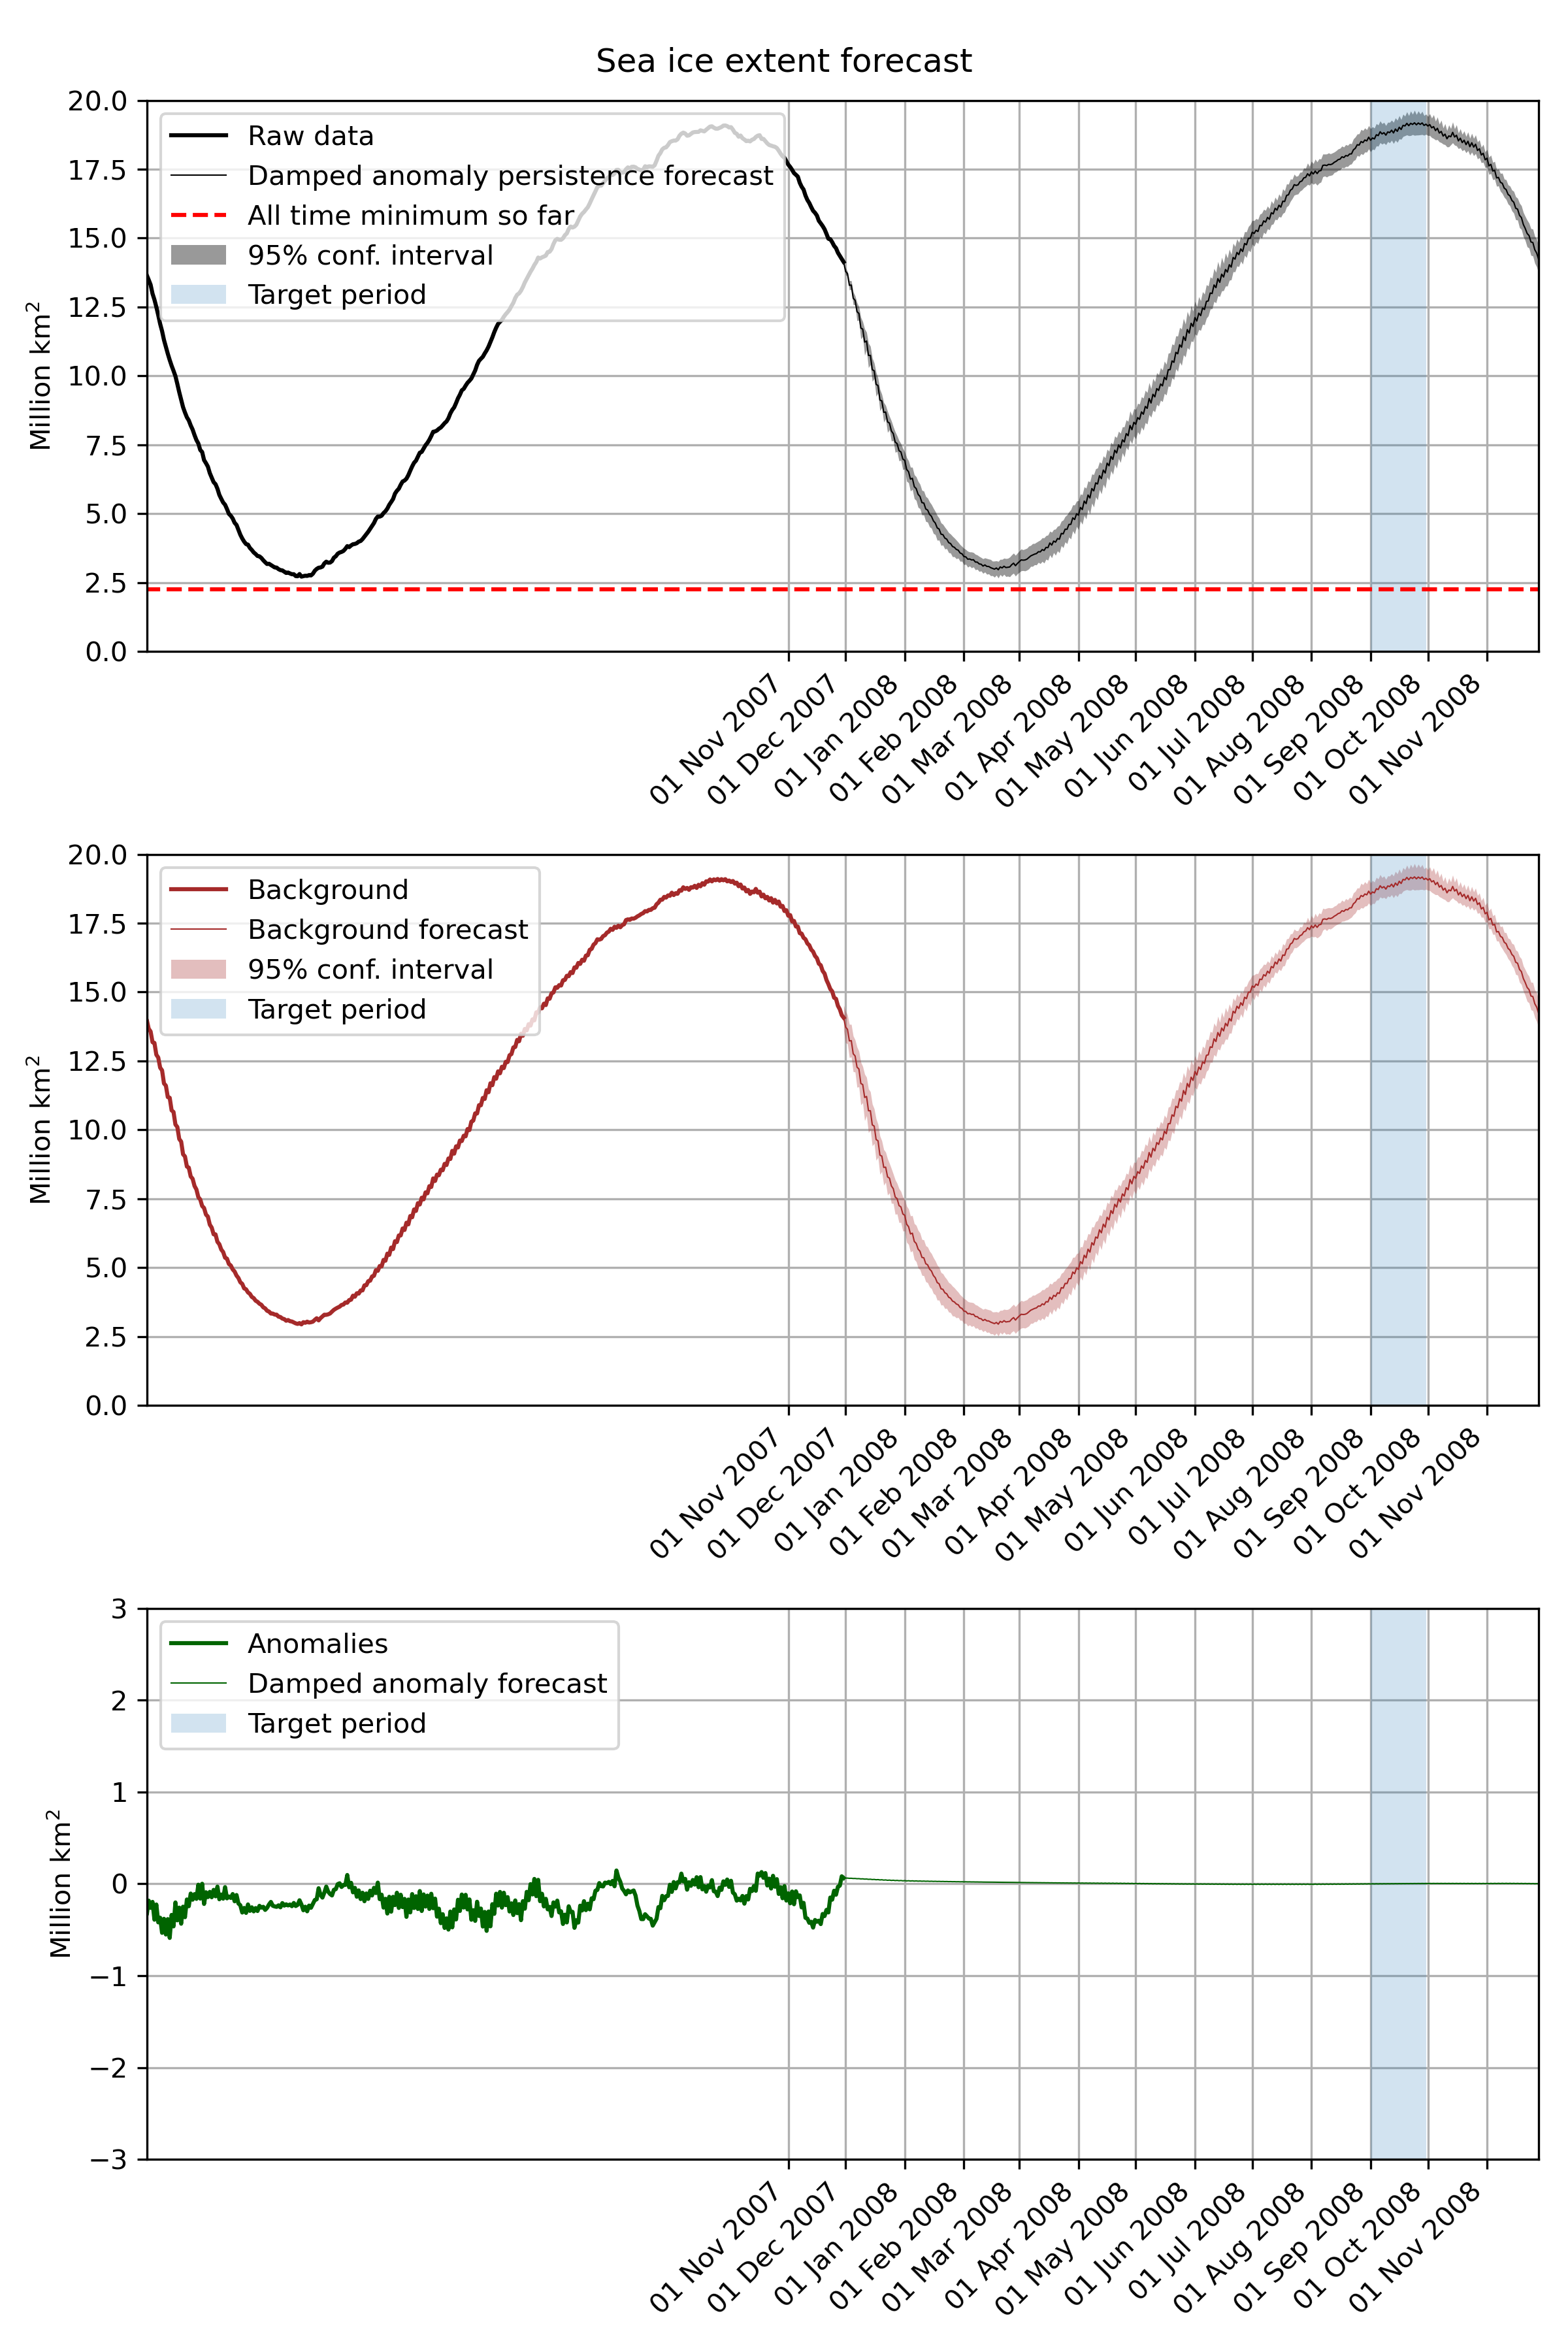 Sea ice extent forecast
20.0
17.5
15.0
12.5
10.0
7.5
5.0
2.5
0.0
Million km²
Raw data
Damped anomaly persistence forecast
All time minimum so far
95% conf. interval
Target period
01 Nov 2007
01 Dec 2007
01 Jan 2008
01 Feb 2008
01 Mar 2008
01 Apr 2008
01 May 2008
01 Jun 2008
01 Jul 2008
01 Aug 2008
01 Sep 2008
01 Oct 2008
01 Nov 2008
20.0
17.5
15.0
12.5
10.0
7.5
5.0
2.5
0.0
Million km²
Background
Background forecast
95% conf. interval
Target period
01 Nov 2007
01 Dec 2007
01 Jan 2008
01 Feb 2008
01 Mar 2008
01 Apr 2008
01 May 2008
01 Jun 2008
01 Jul 2008
01 Aug 2008
01 Sep 2008
01 Oct 2008
01 Nov 2008
3
2
1
0
−1
−2
−3
Million km²
Anomalies
Damped anomaly forecast
Target period
01 Nov 2007
01 Dec 2007
01 Jan 2008
01 Feb 2008
01 Mar 2008
01 Apr 2008
01 May 2008
01 Jun 2008
01 Jul 2008
01 Aug 2008
01 Sep 2008
01 Oct 2008
01 Nov 2008